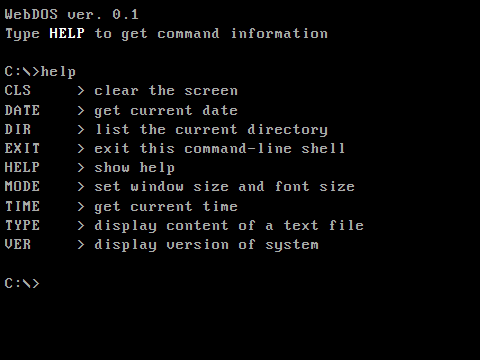 WebDOS ver. 0.1
Type HELP to get command information
C:\>help
CLS > clear the screen
DATE > get current date
DIR > list the current directory
EXIT > exit this command-line shell
HELP > show help
MODE > set window size and font size
TIME > get current time
TYPE > display content of a text file
VER > display version of system
C:\>